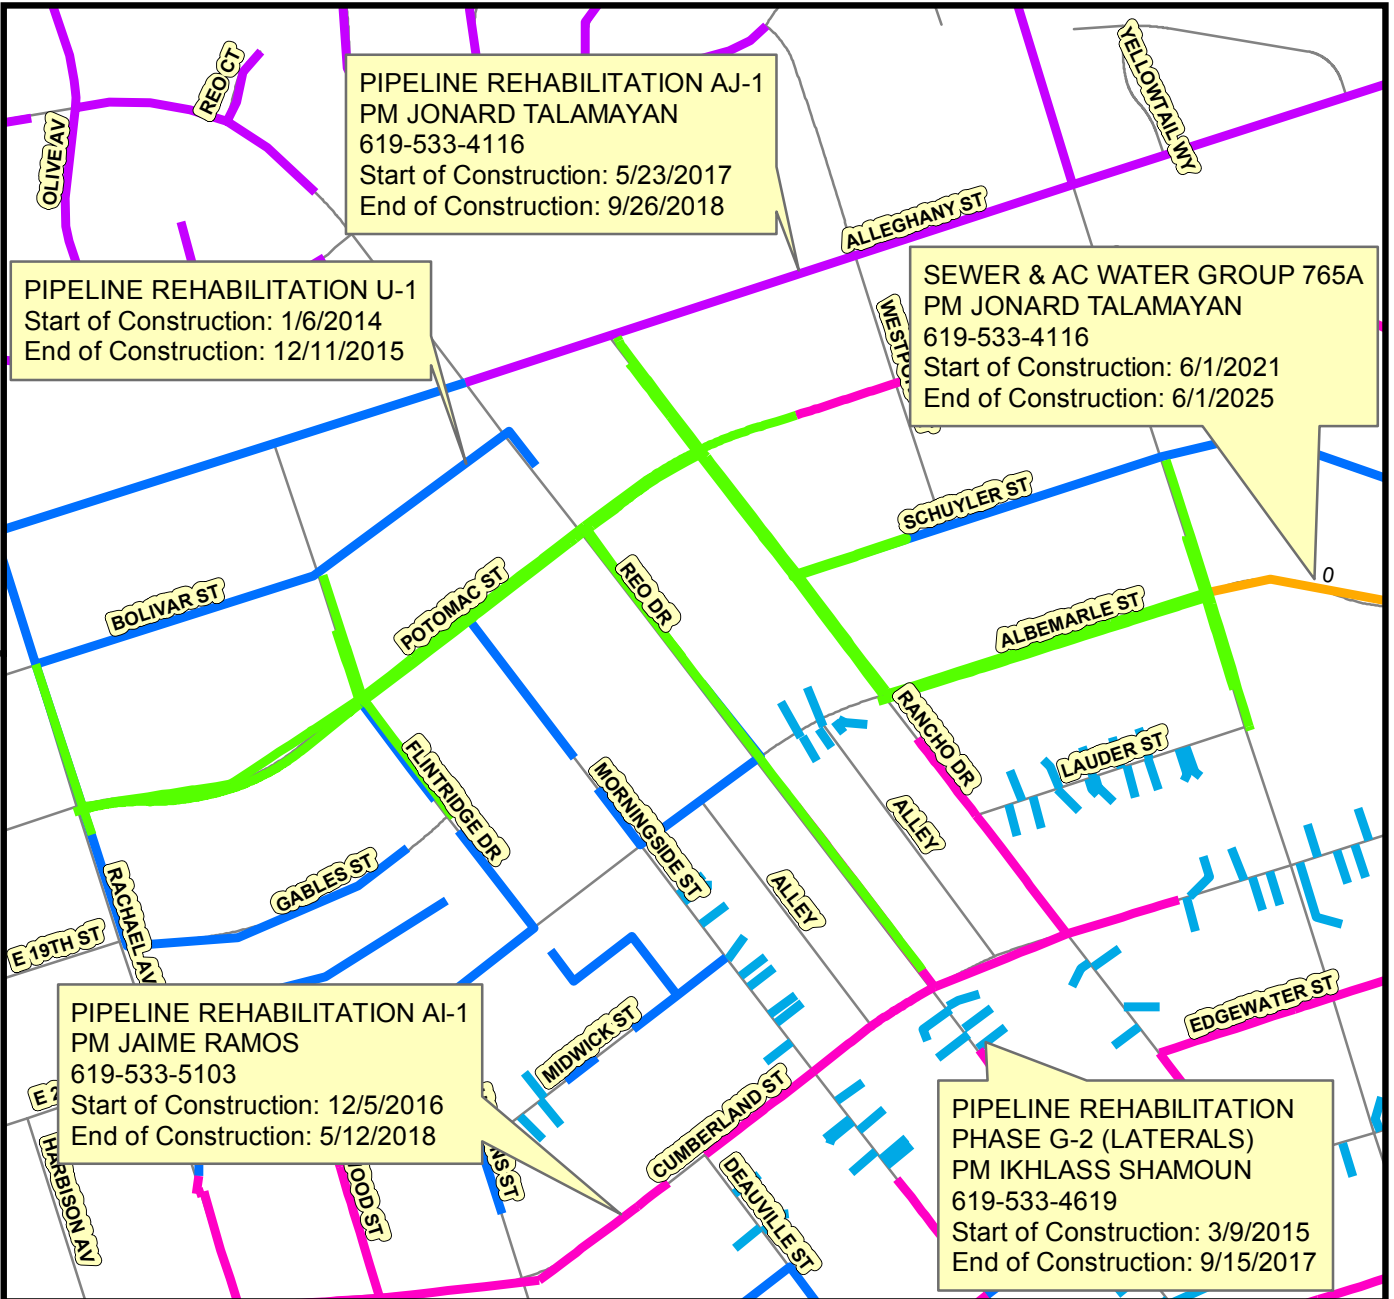 YELLOWTAIL WY
REO CT
OLIVE AV
PIPELINE REHABILITATION AJ-1
PM JONARD TALAMAYAN
619-533-4116
Start of Construction: 5/23/2017
End of Construction: 9/26/2018
ALLEGHANY ST
PIPELINE REHABILITATION U-1
Start of Construction: 1/6/2014
End of Construction: 12/11/2015
SEWER & AC WATER GROUP 765A
PM JONARD TALAMAYAN
619-533-4116
Start of Construction: 6/1/2021
End of Construction: 6/1/2025
SCHUYLER ST
0
BOLIVAR ST
POTOMAC ST
REO DR
ALBEMARLE ST
RANCHO DR
LAUDER ST
FLINTRIDGE DR
MORNINGSIDE ST
ALLEY
ALLEY
GABLES ST
RACHAEL AV
E 19TH ST
PIPELINE REHABILITATION AI-1
PM JAIME RAMOS
619-533-5103
Start of Construction: 12/5/2016
End of Construction: 5/12/2018
MIDWICK ST
EDGEWATER ST
CUMBERLAND ST
PIPELINE REHABILITATION
PHASE G-2 (LATERALS)
PM IKHLASS SHAMOUN
619-533-4619
Start of Construction: 3/9/2015
End of Construction: 9/15/2017
HARBISON AV
DEAUVILLE ST